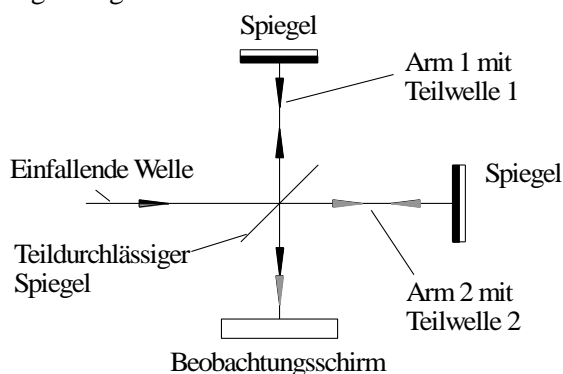 Spiegel
Arm 1 mit
Teilwelle 1
Einfallende Welle
Spiegel
Teildurchlässiger
Spiegel
Arm 2 mit
Teilwelle 2
Beobachtungsschirm